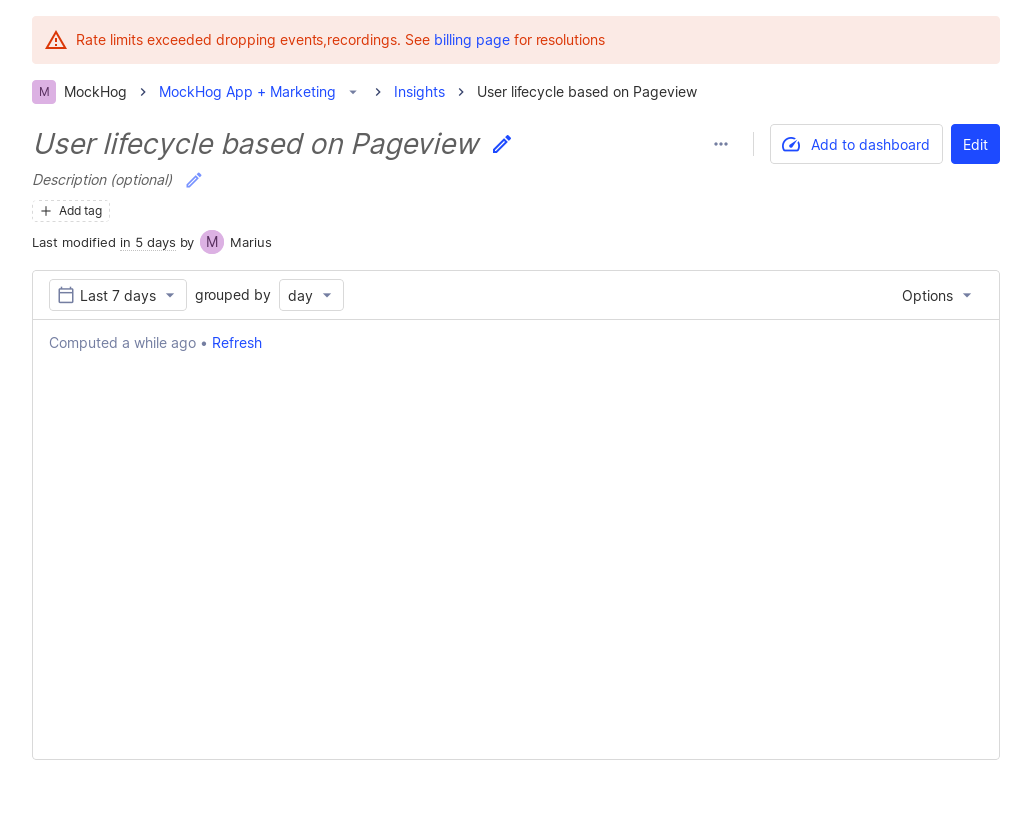 Rate limits exceeded dropping events,recordings. See billing page for resolutions
M MockHog MockHog App + Marketing Insights User lifecycle based on Pageview
User lifecycle based on Pageview Add to dashboard Edit
Description (optional)
Add tag
Last modified in 5 days by M Marius
Last 7 days grouped by day Options
Computed a while ago • Refresh